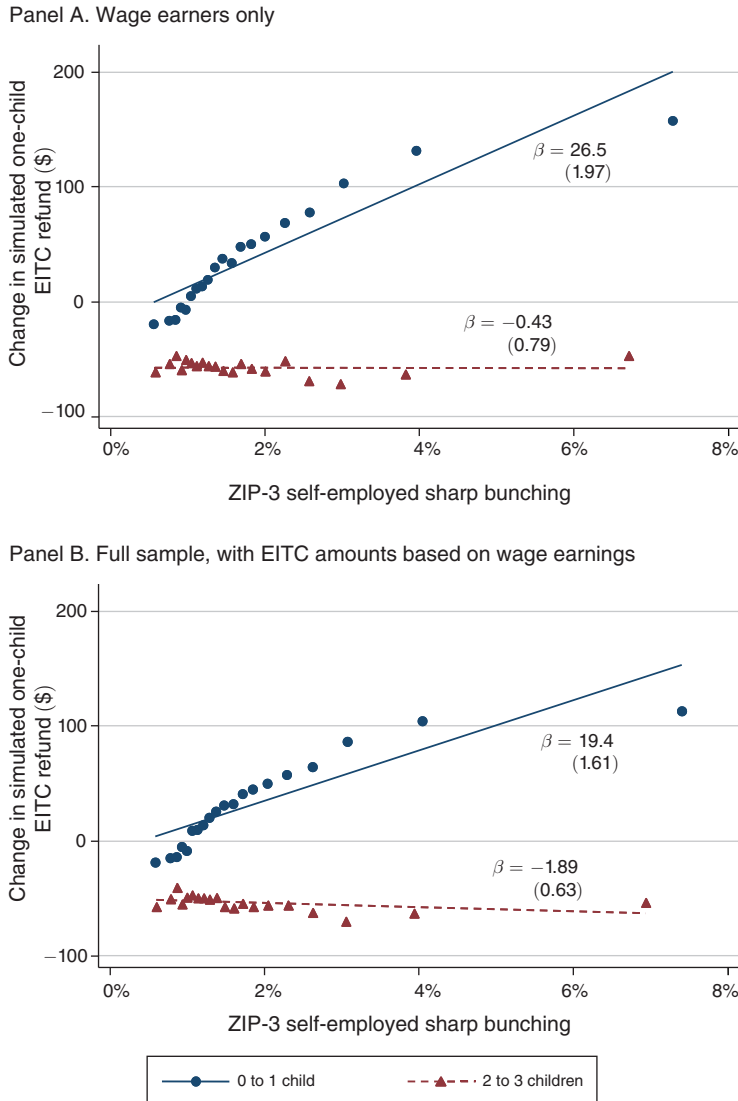 Panel A. Wage earners only
Change in simulated one-child
EITC refund ($)
200
100
0
−100
β = 26.5
(1.97)
β = −0.43
(0.79)
0%
2%
4%
6%
8%
ZIP-3 self-employed sharp bunching
Panel B. Full sample, with EITC amounts based on wage earnings
Change in simulated one-child
EITC refund ($)
200
100
0
−100
β = 19.4
(1.61)
β = −1.89
(0.63)
0%
2%
4%
6%
8%
ZIP-3 self-employed sharp bunching
0 to 1 child
2 to 3 children